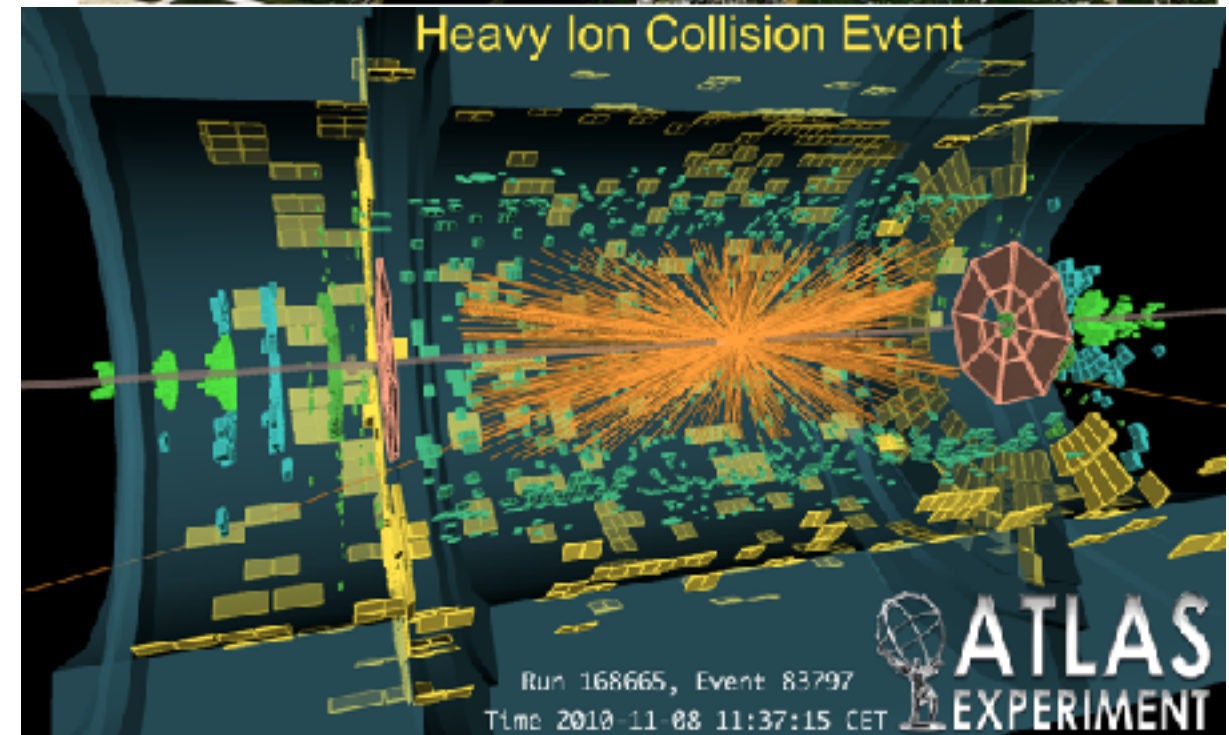 Heavy Ion Collision Event
Run 168665, Event 83797
Time 2010-11-08 11:37:15 CET
ATLAS
EXPERIMENT